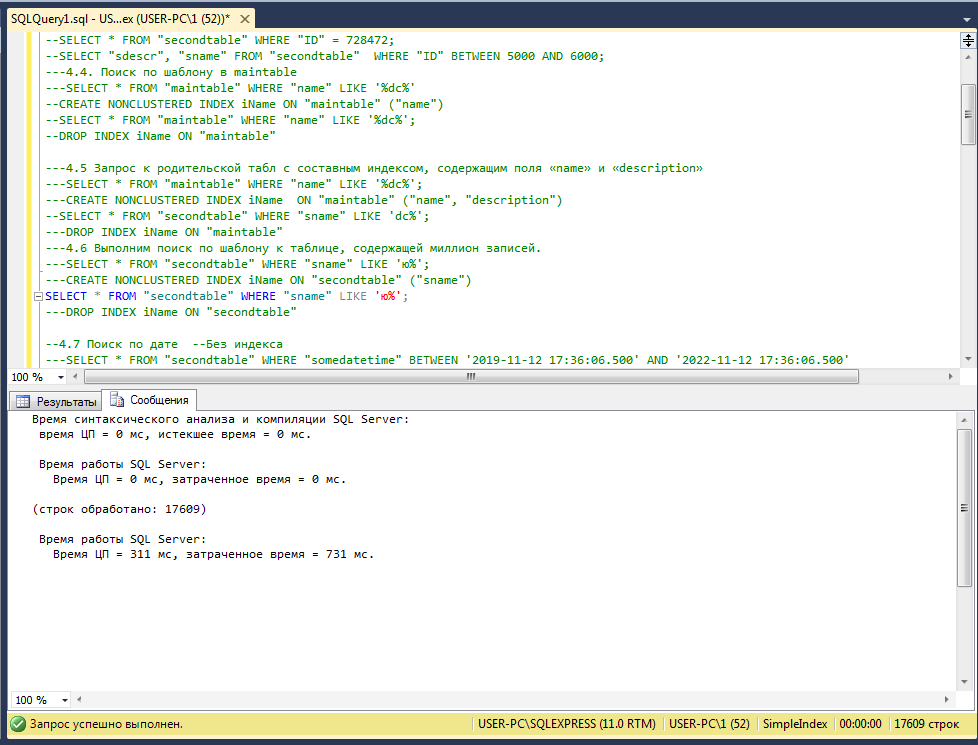 SQLQuery1.sql - US...ex (USER-PC\1 (52))* ×
--SELECT * FROM "secondtable" WHERE "ID" = 728472;
--SELECT "sdescr", "sname" FROM "secondtable"  WHERE "ID" BETWEEN 5000 AND 6000;
---4.4. Поиск по шаблону в maintable
---SELECT * FROM "maintable" WHERE "name" LIKE '%dc%'
--CREATE NONCLUSTERED INDEX iName ON "maintable" ("name")
--SELECT * FROM "maintable" WHERE "name" LIKE '%dc%';
--DROP INDEX iName ON "maintable"
---4.5 Запрос к родительской табл с составным индексом, содержащим поля «name» и «description»
---SELECT * FROM "maintable" WHERE "name" LIKE '%dc%';
---CREATE NONCLUSTERED INDEX iName  ON "maintable" ("name", "description")
--SELECT * FROM "secondtable" WHERE "sname" LIKE 'dc%';
---DROP INDEX iName ON "maintable"
---4.6 Выполним поиск по шаблону к таблице, содержащей миллион записей.
---SELECT * FROM "secondtable" WHERE "sname" LIKE 'ю%';
---CREATE NONCLUSTERED INDEX iName ON "secondtable" ("sname")
SELECT * FROM "secondtable" WHERE "sname" LIKE 'ю%';
---DROP INDEX iName ON "secondtable"
--4.7 Поиск по дате  --Без индекса
---SELECT * FROM "secondtable" WHERE "somedatetime" BETWEEN '2019-11-12 17:36:06.500' AND '2022-11-12 17:36:06.500'
100 %
Результаты Сообщения
Время синтаксического анализа и компиляции SQL Server:
время ЦП = 0 мс, истекшее время = 0 мс.
Время работы SQL Server:
Время ЦП = 0 мс, затраченное время = 0 мс.
(строк обработано: 17609)
Время работы SQL Server:
Время ЦП = 311 мс, затраченное время = 731 мс.
100 %
Запрос успешно выполнен. USER-PC\SQLEXPRESS (11.0 RTM) USER-PC\1 (52) SimpleIndex 00:00:00 17609 строк